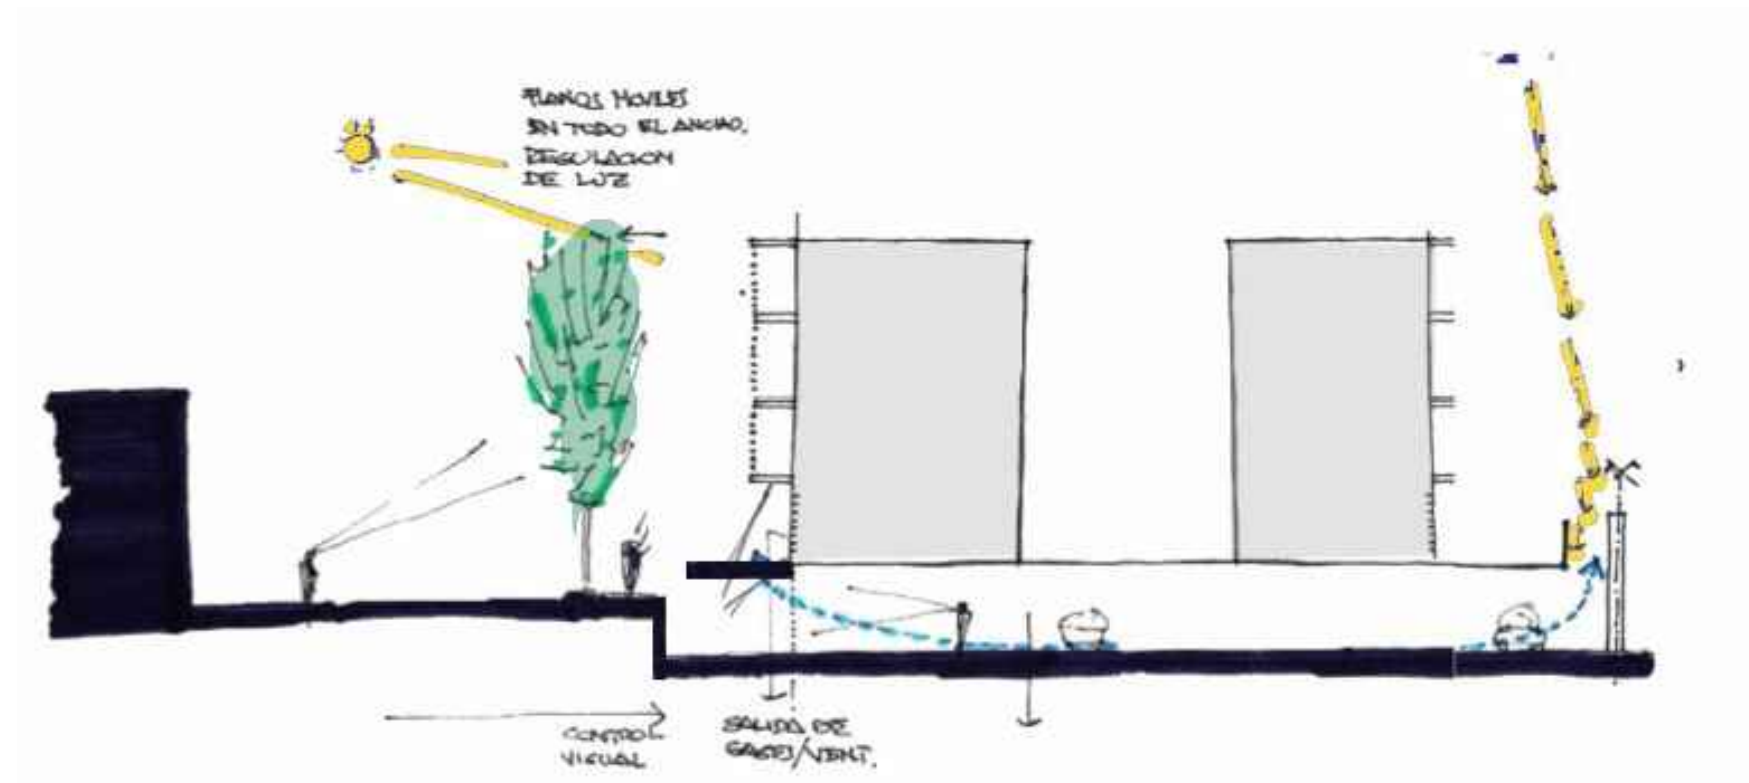 PLANOS MOVILES
EN TODO EL ANCHO.
REGULACION
DE LUZ
CONTROL
VISUAL
SALIDA DE
GASES/VENT.